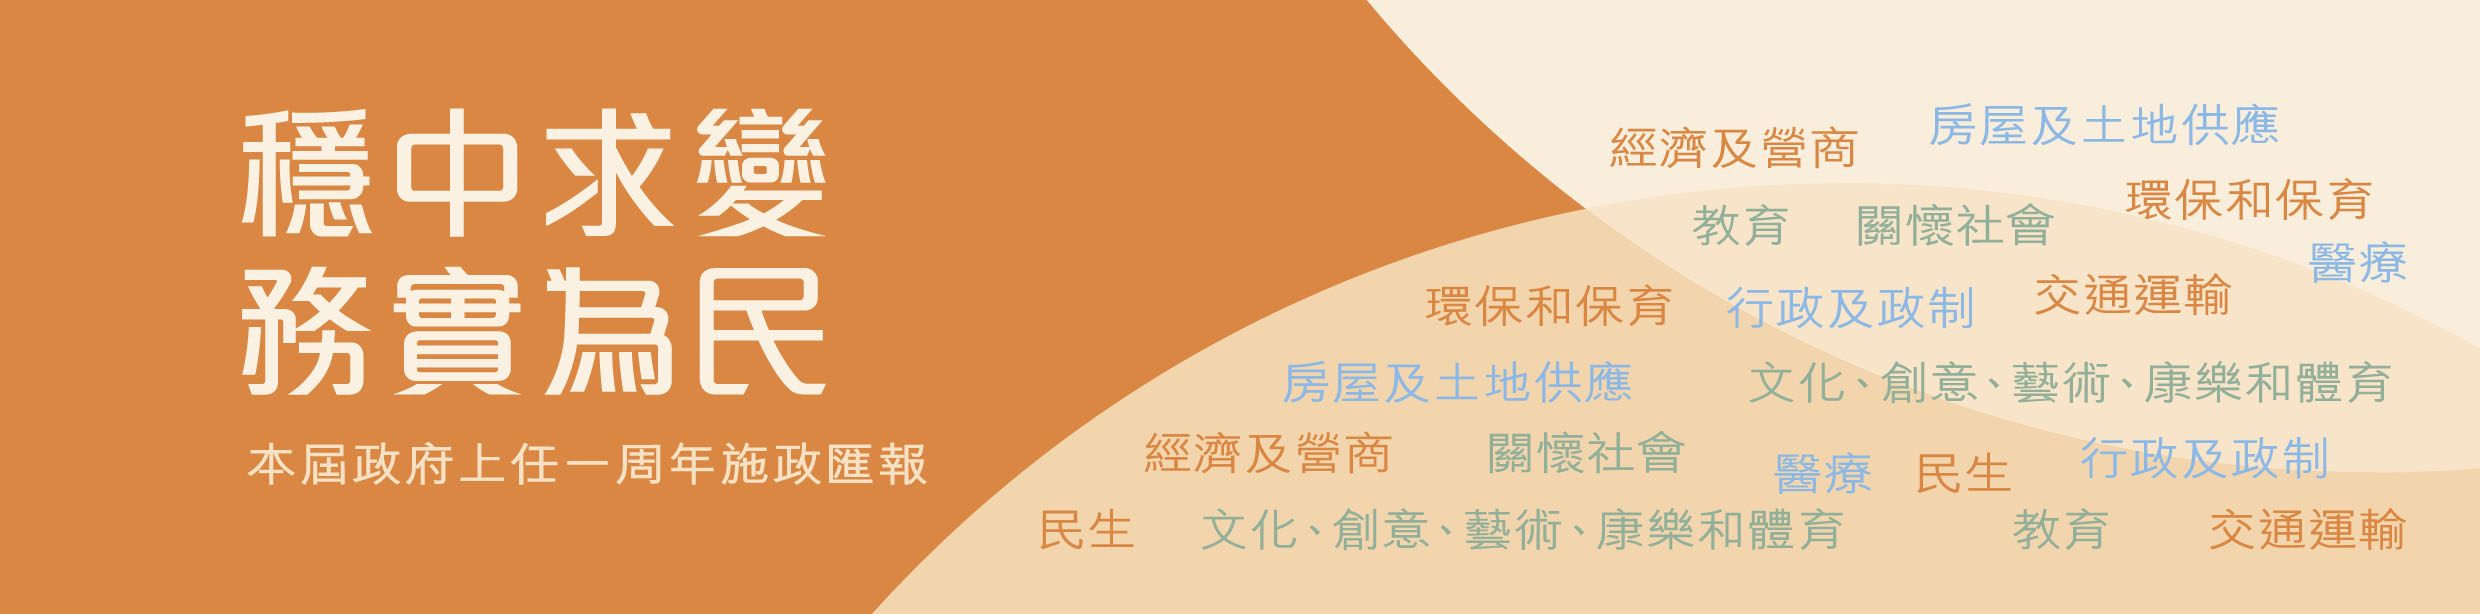 穩中求變
務實為民
本屆政府上任一周年施政匯報
房屋及土地供應
經濟及營商
環保和保育
教育 關懷社會
醫療
交通運輸
環保和保育 行政及政制
房屋及土地供應 文化、創意、藝術、康樂和體育
經濟及營商 關懷社會 醫療 民生 行政及政制
民生 文化、創意、藝術、康樂和體育 教育 交通運輸